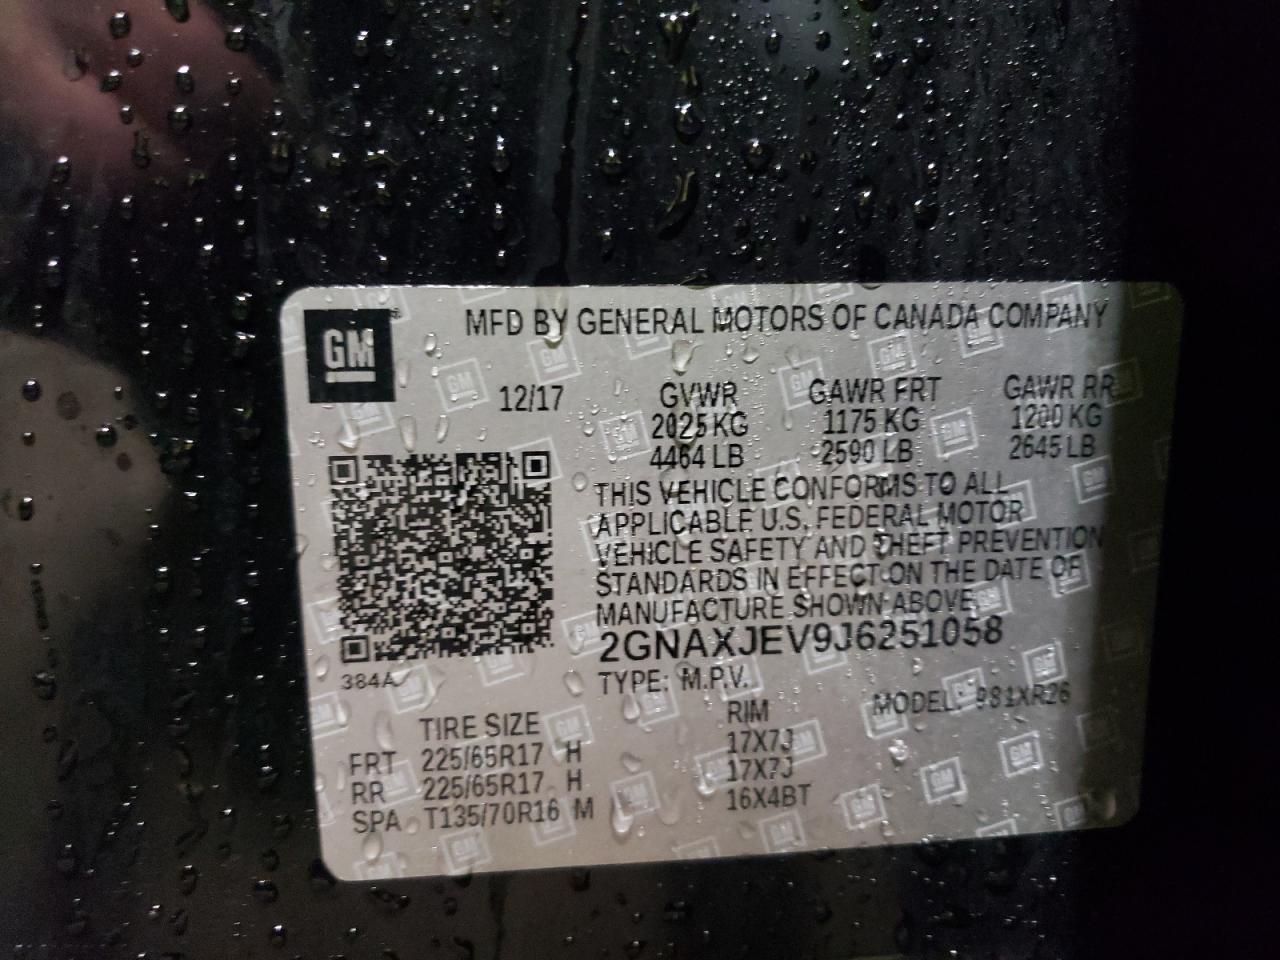 GM
MFD BY GENERAL MOTORS OF CANADA COMPANY
12/17 GVWR GAWR FRT GAWR RR
2025 KG 1175 KG 1200 KG
4464 LB 2590 LB 2645 LB
THIS VEHICLE CONFORMS TO ALL
APPLICABLE U.S. FEDERAL MOTOR
VEHICLE SAFETY AND THEFT PREVENTION
STANDARDS IN EFFECT ON THE DATE OF
MANUFACTURE SHOWN ABOVE.
2GNAXJEV9J6251058
384A TYPE: M.P.V.
MODEL: 981XR26
TIRE SIZE RIM
FRT 225/65R17 H 17X7J
RR 225/65R17 H 17X7J
SPA T135/70R16 M 16X4BT